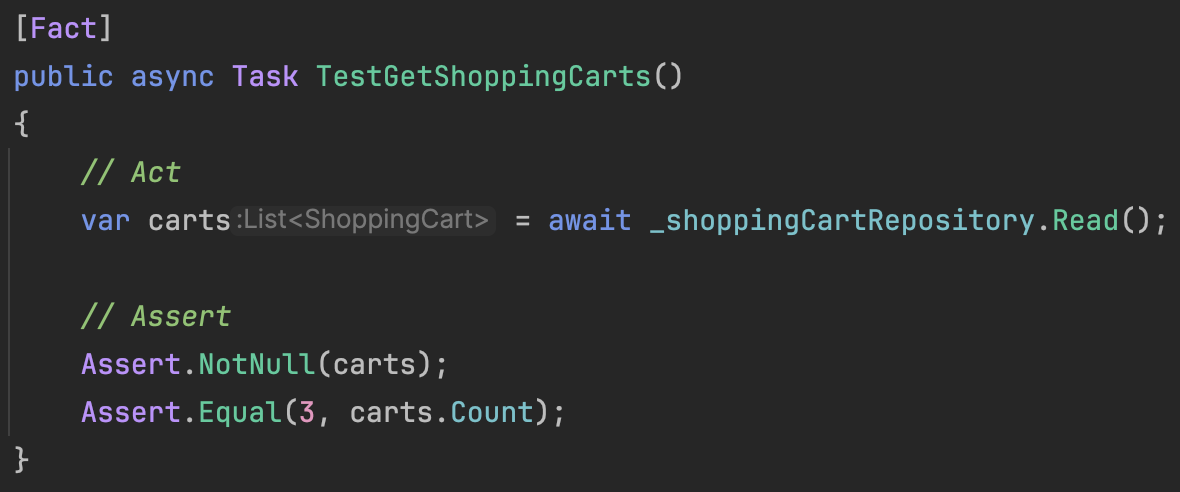 [Fact]
public async Task TestGetShoppingCarts()
{
// Act
var carts :List<ShoppingCart> = await _shoppingCartRepository.Read();
// Assert
Assert.NotNull(carts);
Assert.Equal(3, carts.Count);
}